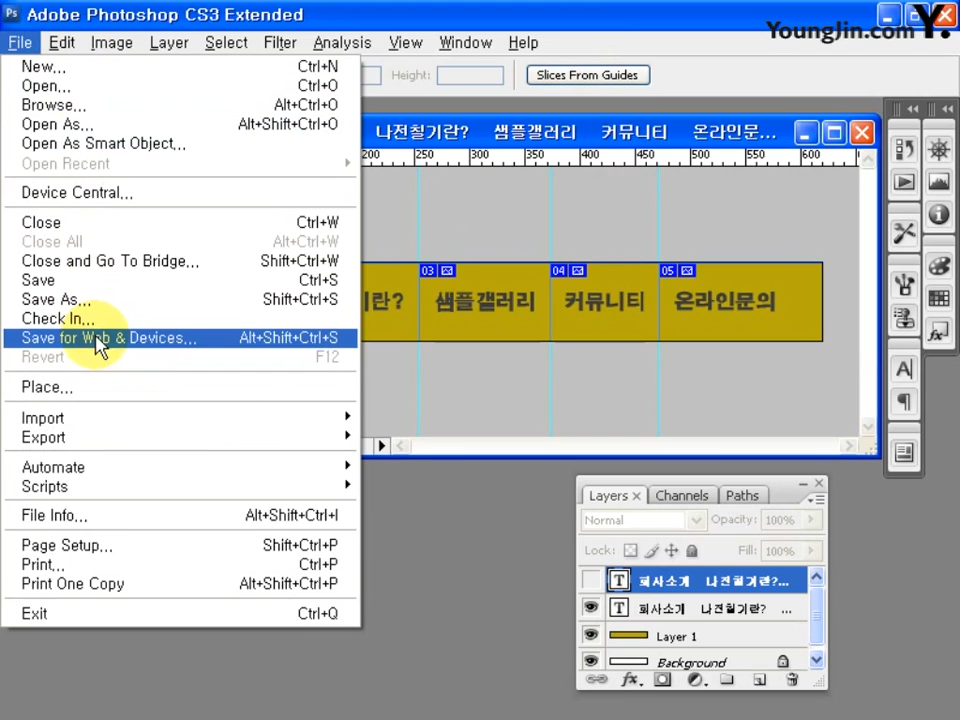 Adobe Photoshop CS3 Extended
YoungJin.com Y.
File Edit Image Layer Select Filter Analysis View Window Help
Height: Slices From Guides
New... Ctrl+N
Open... Ctrl+O
Browse... Alt+Ctrl+O
Open As... Alt+Shift+Ctrl+O
Open As Smart Object...
Open Recent
Device Central...
Close Ctrl+W
Close All Alt+Ctrl+W
Close and Go To Bridge... Shift+Ctrl+W
Save Ctrl+S
Save As... Shift+Ctrl+S
Check In...
Save for Web & Devices... Alt+Shift+Ctrl+S
Revert F12
Place...
Import
Export
Automate
Scripts
File Info... Alt+Shift+Ctrl+I
Page Setup... Shift+Ctrl+P
Print... Ctrl+P
Print One Copy Alt+Shift+Ctrl+P
Exit Ctrl+Q
나전칠기란? 샘플갤러리 커뮤니티 온라인문...
200 250 300 350 400 450 500 550 600
03 04 05
이란? 샘플갤러리 커뮤니티 온라인문의
Layers × Channels Paths
Normal Opacity: 100%
Lock: Fill: 100%
T 회사소개 나전칠기란?...
T 회사소개 나전칠기란? ...
Layer 1
Background